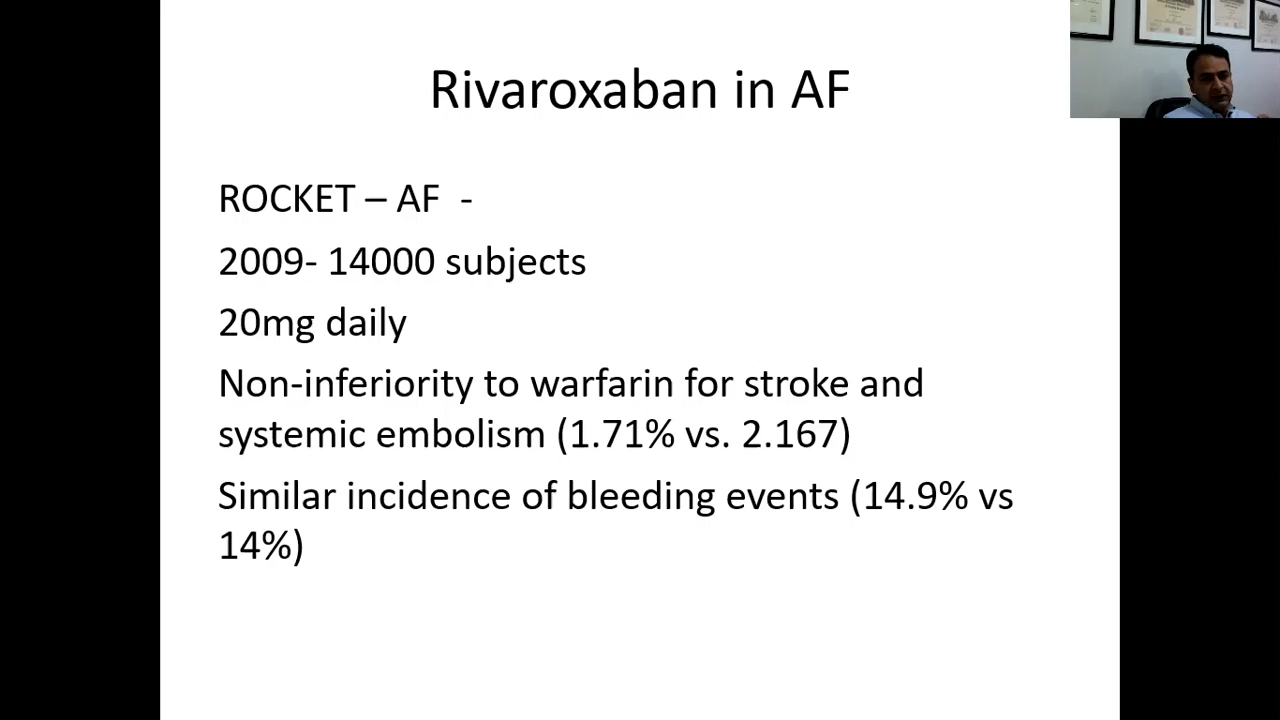 Rivaroxaban in AF
ROCKET – AF -
2009- 14000 subjects
20mg daily
Non-inferiority to warfarin for stroke and
systemic embolism (1.71% vs. 2.167)
Similar incidence of bleeding events (14.9% vs
14%)